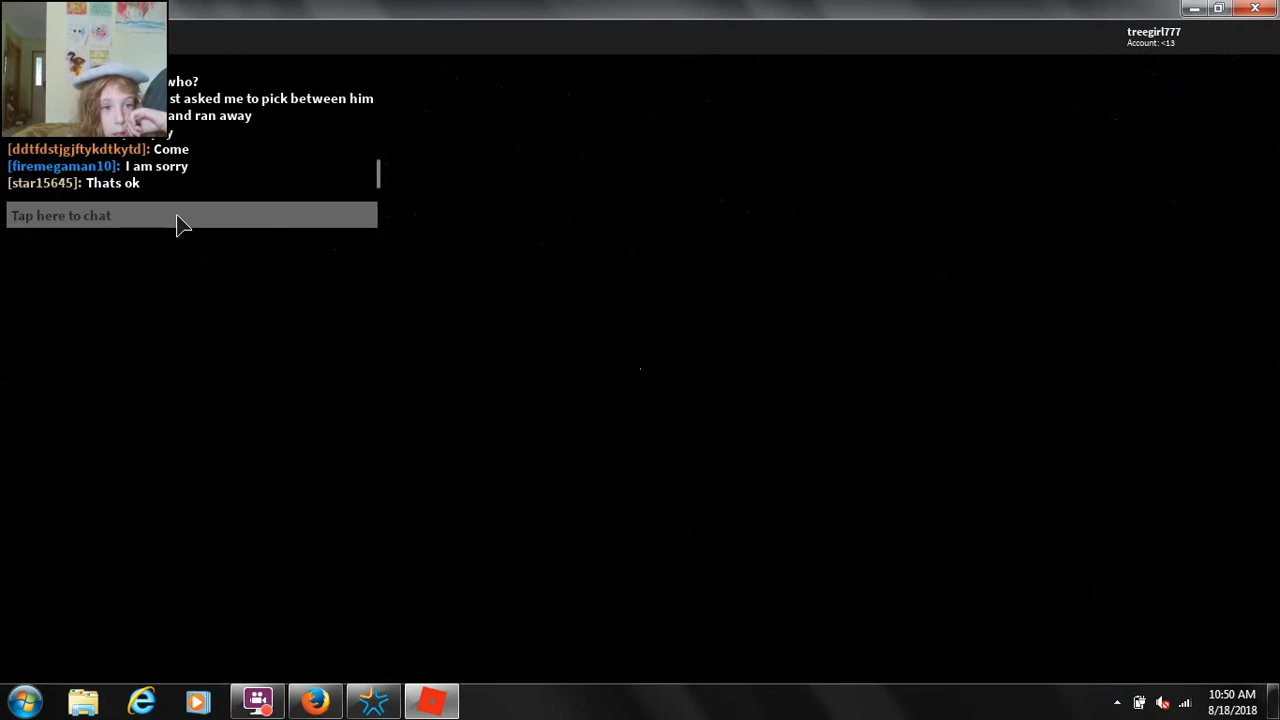 treegirl777
Account: <13
who?
st asked me to pick between him
and ran away
y
[ddtfdstjgjftykdtkytd]: Come
[firemegaman10]: I am sorry
[star15645]: Thats ok
Tap here to chat
10:50 AM
8/18/2018